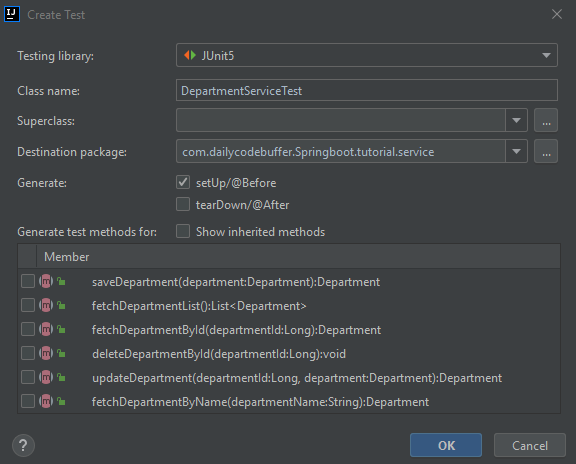 IJ Create Test
Testing library: JUnit5
Class name: DepartmentServiceTest
Superclass: ...
Destination package: com.dailycodebuffer.Springboot.tutorial.service ...
Generate: setUp/@Before
tearDown/@After
Generate test methods for: Show inherited methods
Member
m saveDepartment(department:Department):Department
m fetchDepartmentList():List<Department>
m fetchDepartmentById(departmentId:Long):Department
m deleteDepartmentById(departmentId:Long):void
m updateDepartment(departmentId:Long, department:Department):Department
m fetchDepartmentByName(departmentName:String):Department
? OK Cancel